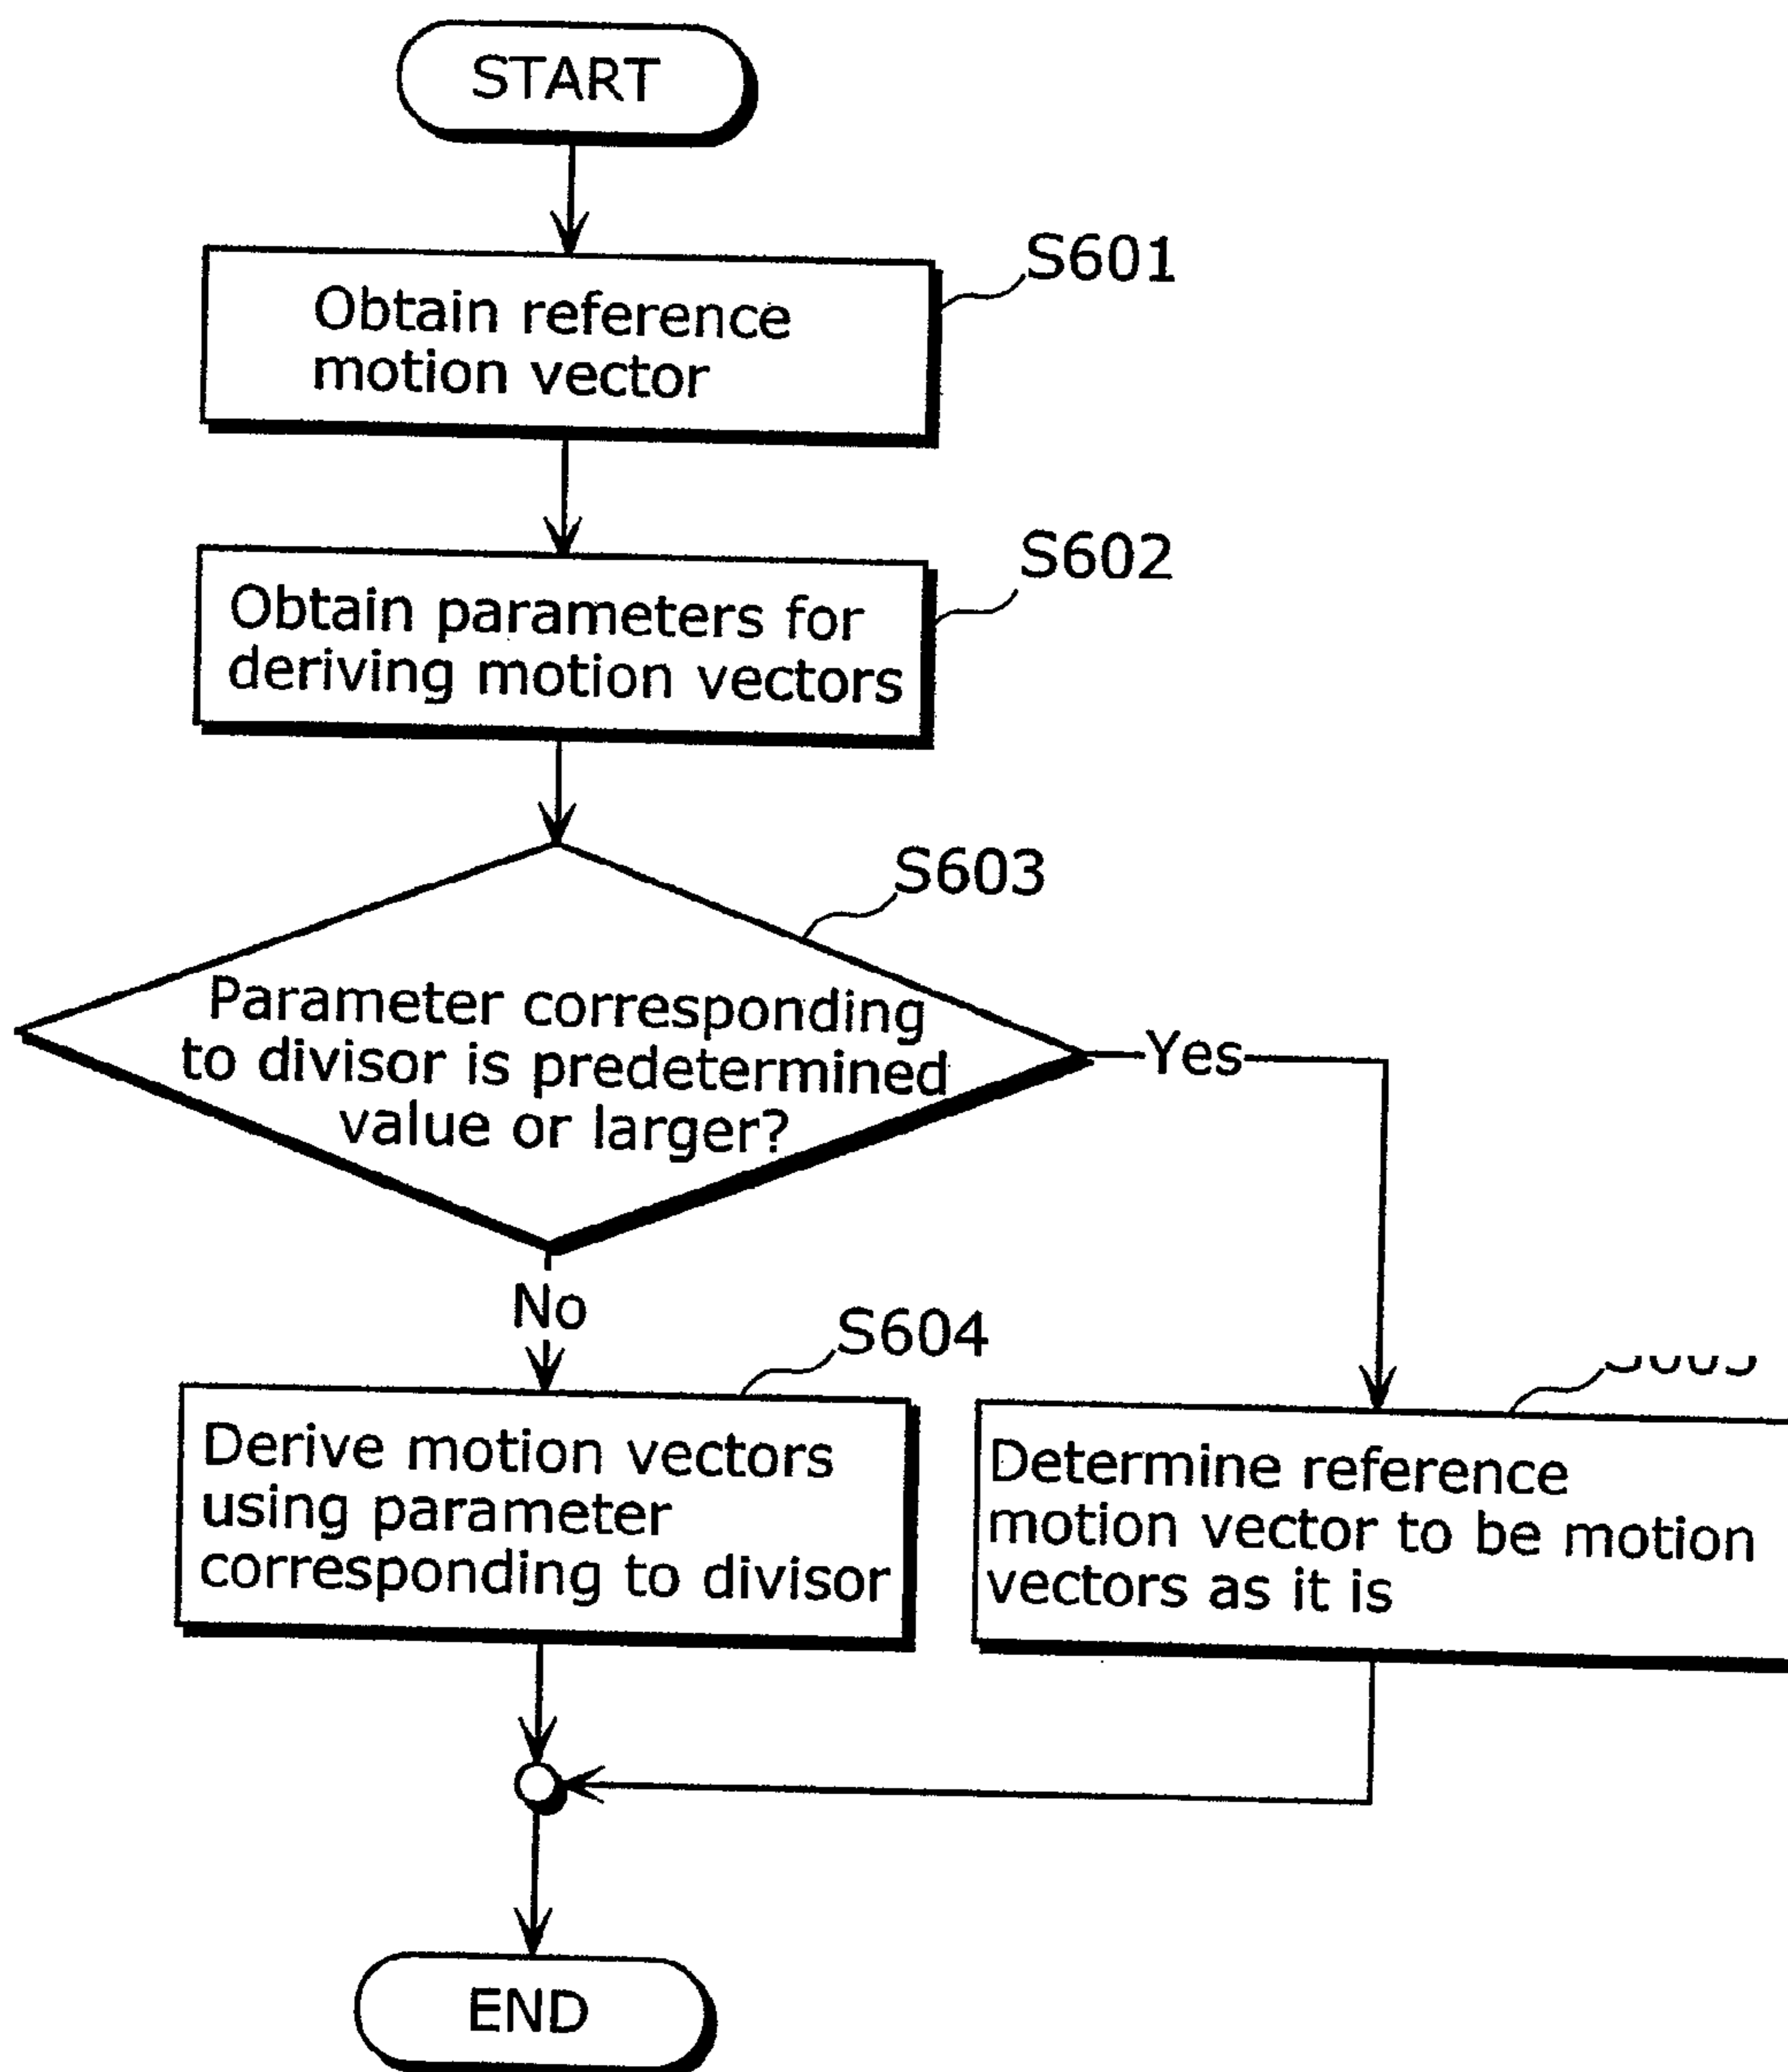 START
S601
Obtain reference
motion vector
S602
Obtain parameters for
deriving motion vectors
S603
Parameter corresponding
to divisor is predetermined
value or larger?
Yes
No
S604
Derive motion vectors
using parameter
corresponding to divisor
Determine reference
motion vector to be motion
vectors as it is
END